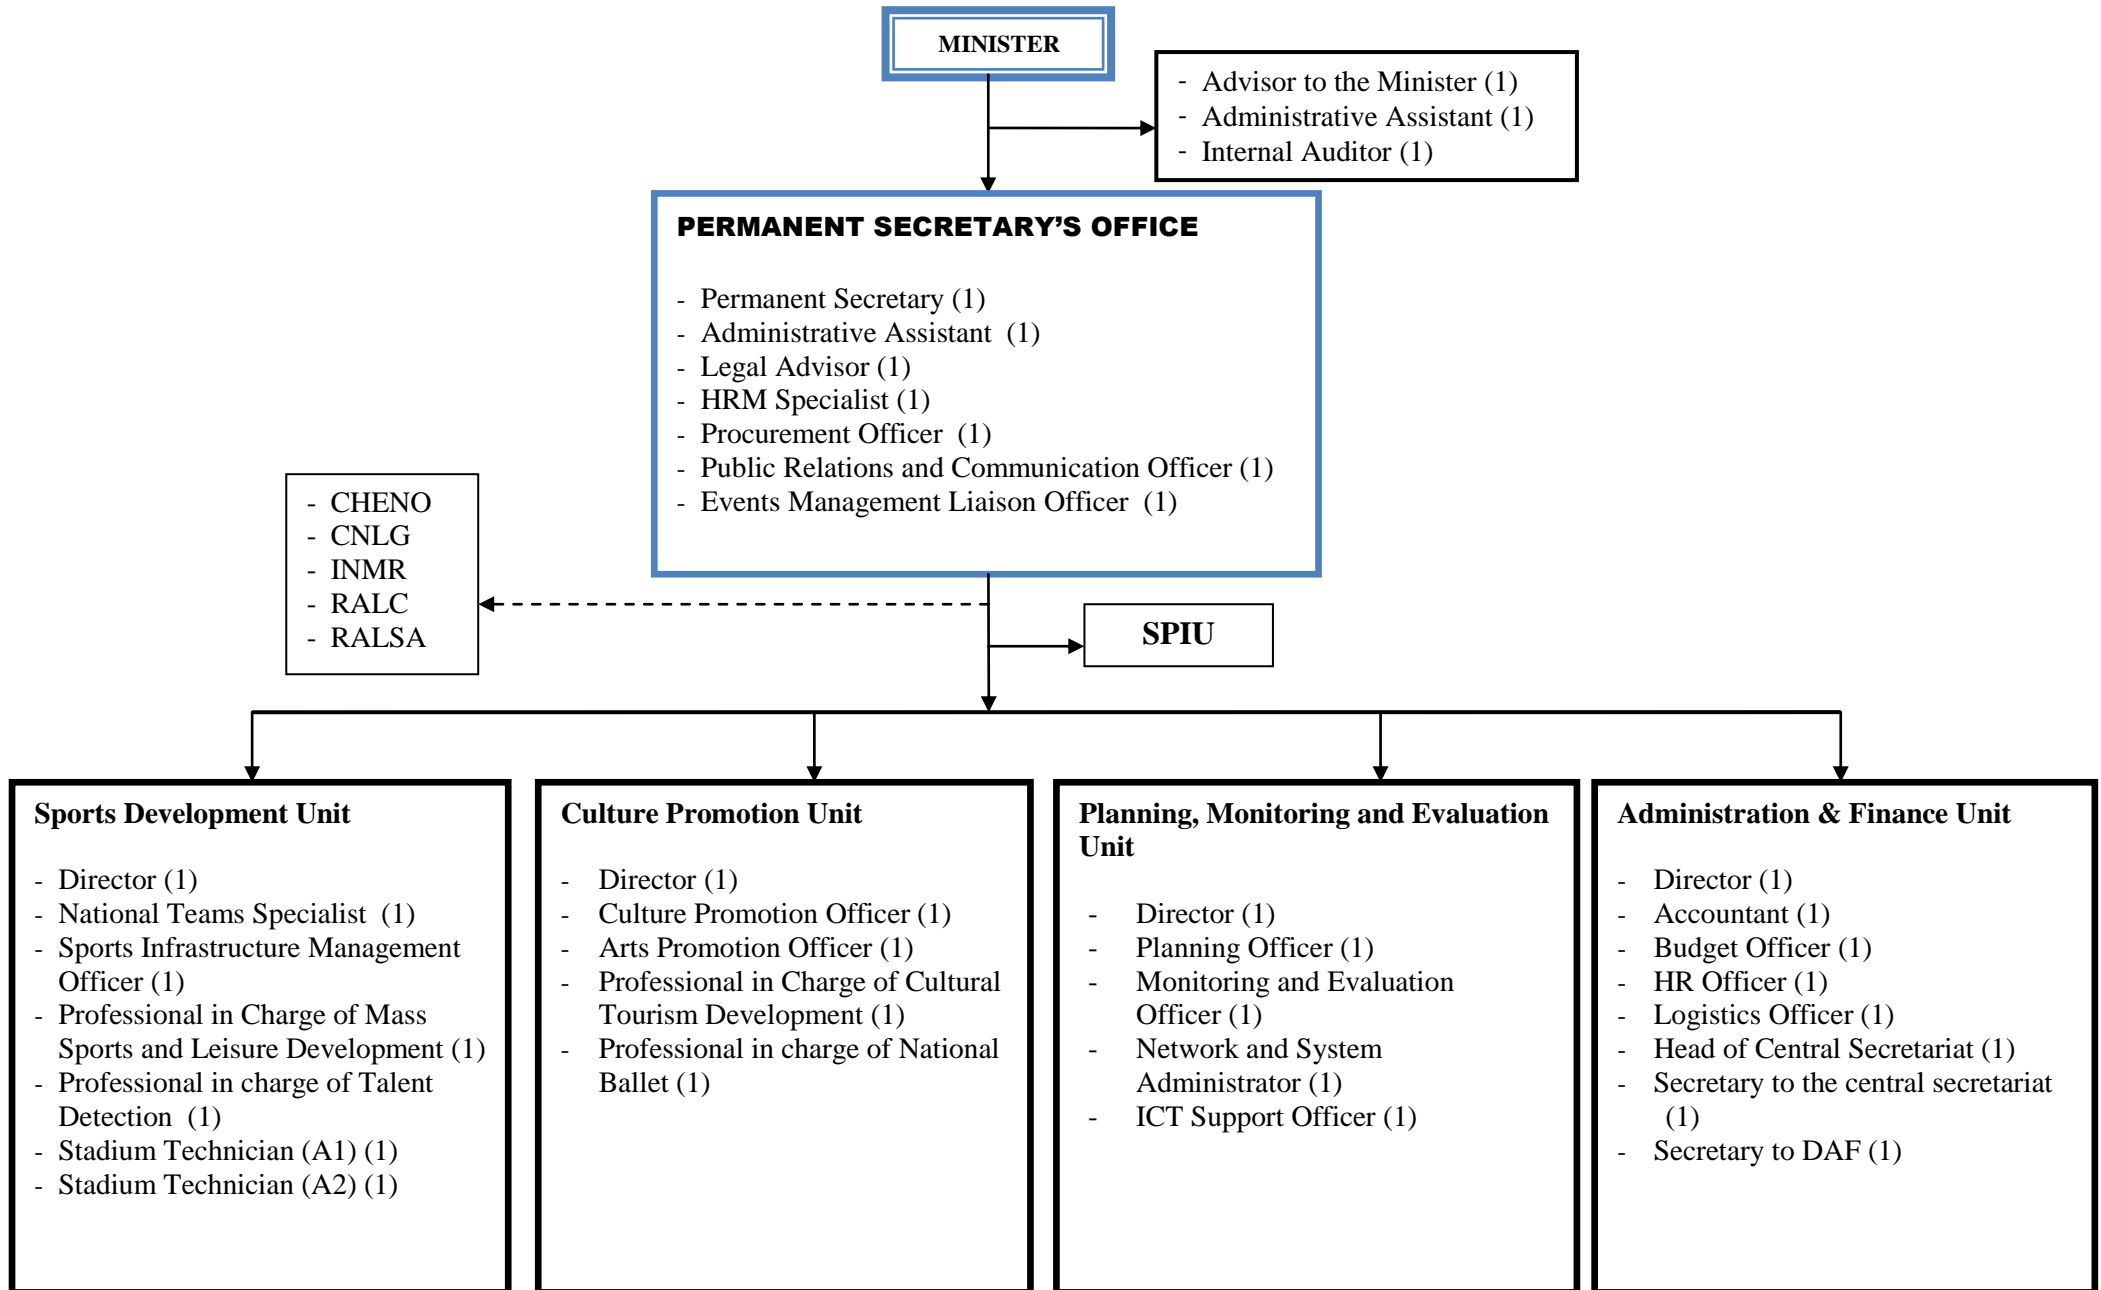 MINISTER
- Advisor to the Minister (1)
- Administrative Assistant (1)
- Internal Auditor (1)
PERMANENT SECRETARY’S OFFICE
- Permanent Secretary (1)
- Administrative Assistant (1)
- Legal Advisor (1)
- HRM Specialist (1)
- Procurement Officer (1)
- Public Relations and Communication Officer (1)
- Events Management Liaison Officer (1)
- CHENO
- CNLG
- INMR
- RALC
- RALSA
SPIU
Sports Development Unit
- Director (1)
- National Teams Specialist (1)
- Sports Infrastructure Management
Officer (1)
- Professional in Charge of Mass
Sports and Leisure Development (1)
- Professional in charge of Talent
Detection (1)
- Stadium Technician (A1) (1)
- Stadium Technician (A2) (1)
Culture Promotion Unit
- Director (1)
- Culture Promotion Officer (1)
- Arts Promotion Officer (1)
- Professional in Charge of Cultural
Tourism Development (1)
- Professional in charge of National
Ballet (1)
Planning, Monitoring and Evaluation
Unit
- Director (1)
- Planning Officer (1)
- Monitoring and Evaluation
Officer (1)
- Network and System
Administrator (1)
- ICT Support Officer (1)
Administration & Finance Unit
- Director (1)
- Accountant (1)
- Budget Officer (1)
- HR Officer (1)
- Logistics Officer (1)
- Head of Central Secretariat (1)
- Secretary to the central secretariat
(1)
- Secretary to DAF (1)